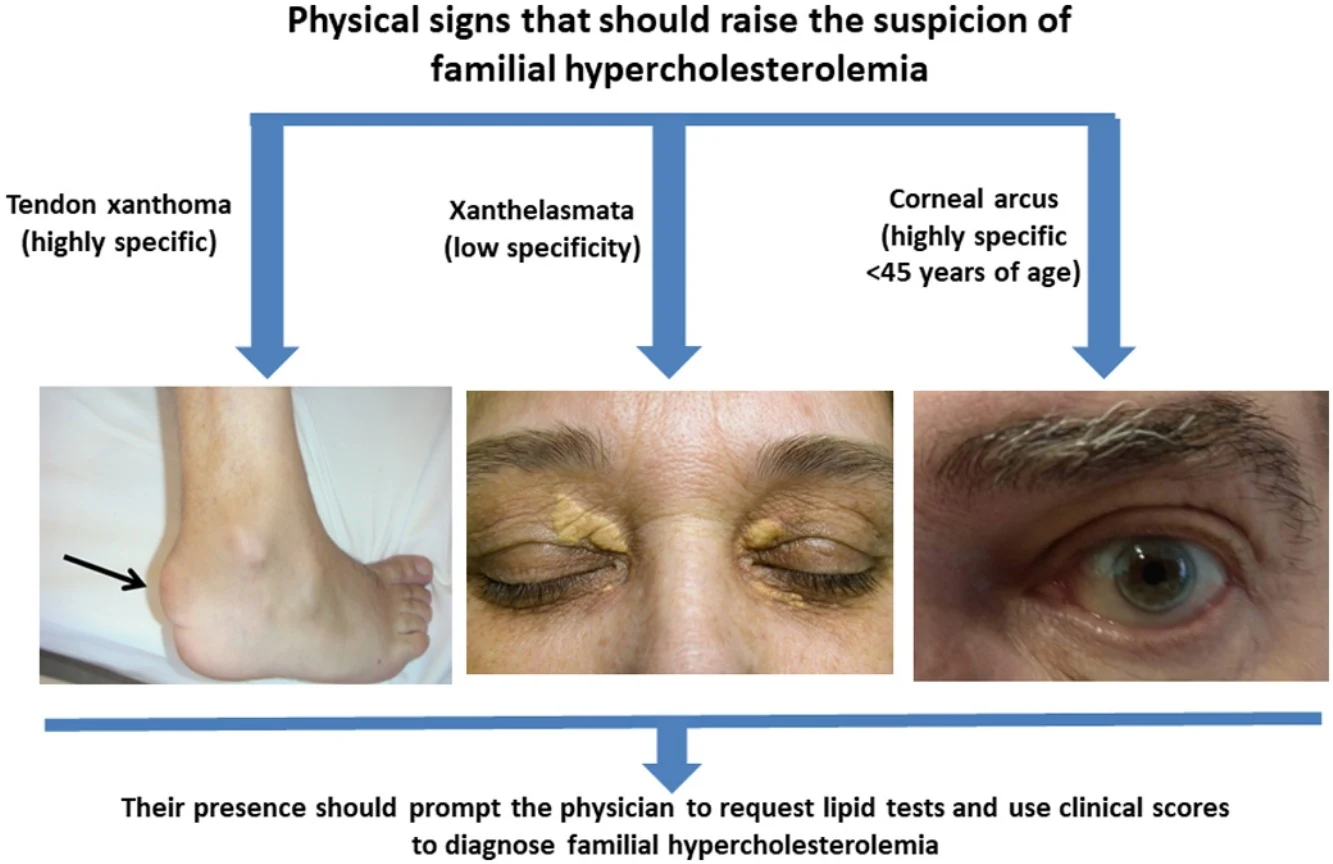 Physical signs that should raise the suspicion of
familial hypercholesterolemia
Tendon xanthoma
(highly specific)
Xanthelasmata
(low specificity)
Corneal arcus
(highly specific
<45 years of age)
Their presence should prompt the physician to request lipid tests and use clinical scores
to diagnose familial hypercholesterolemia